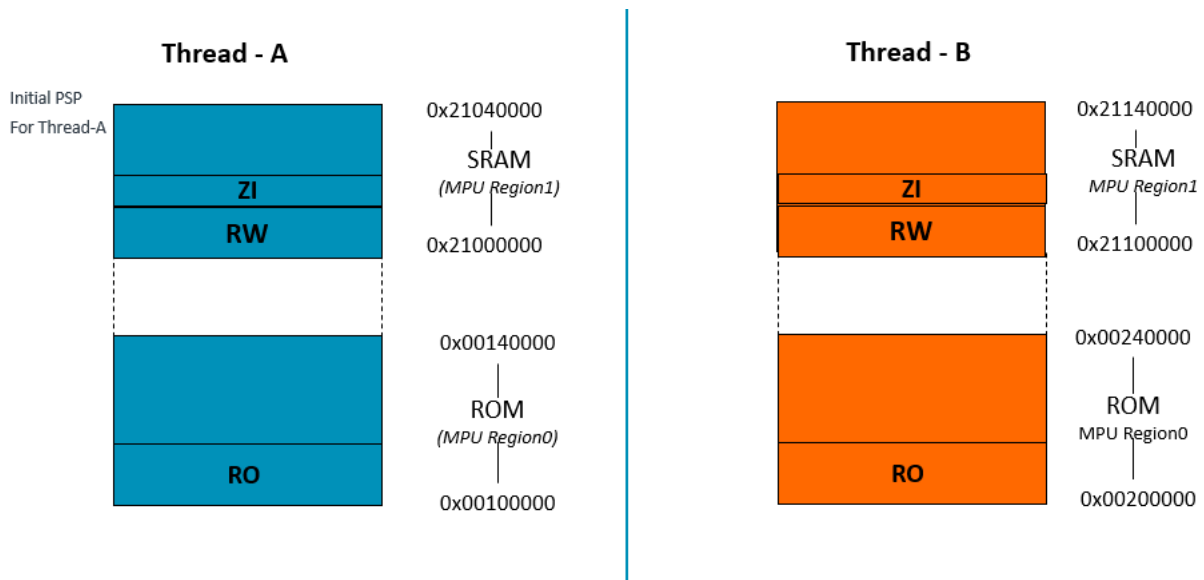 Thread - A
Initial PSP
For Thread-A
0x21040000
SRAM
(MPU Region1)
ZI
RW
0x21000000
0x00140000
ROM
(MPU Region0)
RO
0x00100000
Thread - B
0x21140000
SRAM
MPU Region1
ZI
RW
0x21100000
0x00240000
ROM
MPU Region0
RO
0x00200000